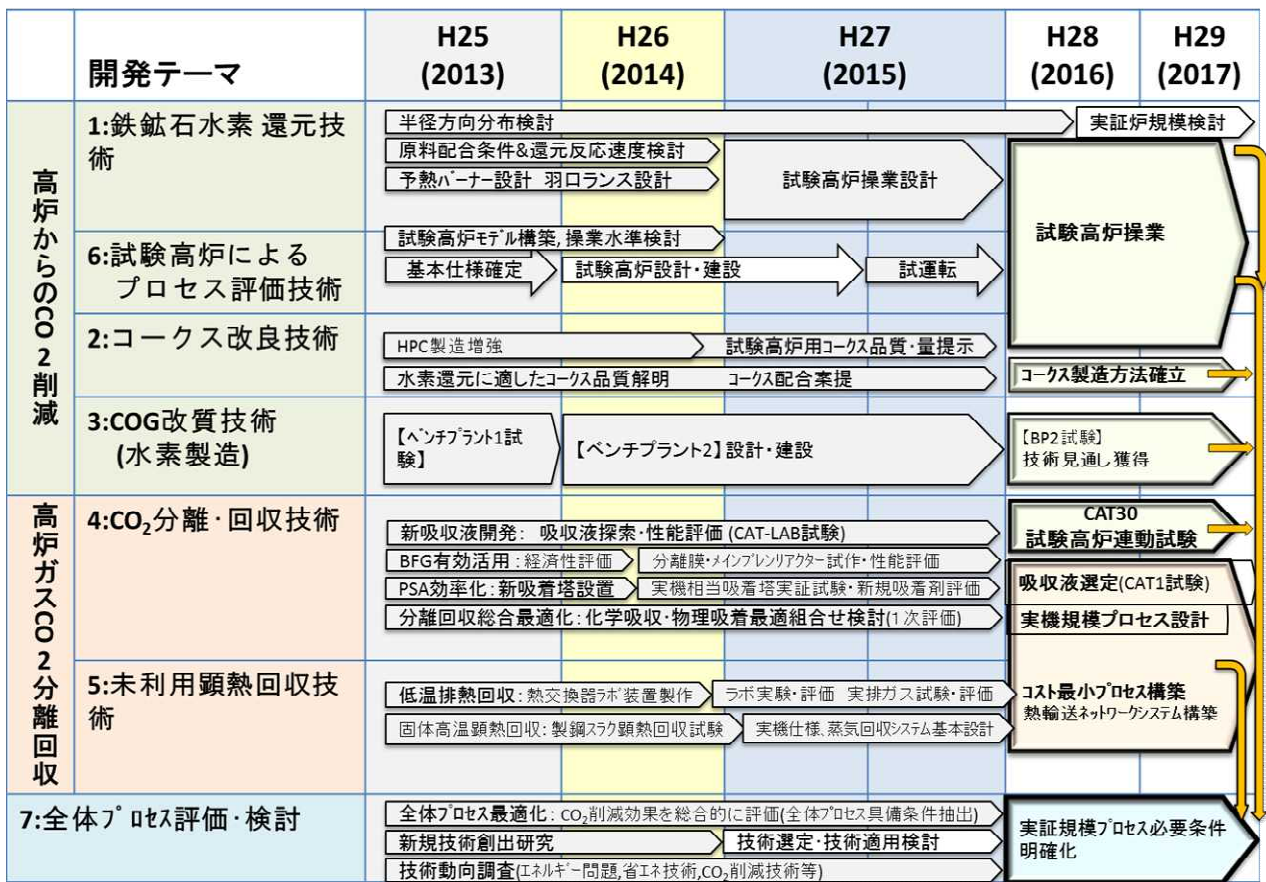 開発テーマ
H25
(2013)
H26
(2014)
H27
(2015)
H28
(2016)
H29
(2017)
高炉からのCO2削減
1:鉄鉱石水素 還元技
術
半径方向分布検討
実証炉規模検討
原料配合条件&還元反応速度検討
予熱バーナー設計 羽口ランス設計
試験高炉操業設計
試験高炉操業
6:試験高炉による
プロセス評価技術
試験高炉モデル構築,操業水準検討
基本仕様確定
試験高炉設計・建設
試運転
2:コークス改良技術
HPC製造増強
試験高炉用コークス品質・量提示
水素還元に適したコークス品質解明
コークス配合案提
コークス製造方法確立
3:COG改質技術
(水素製造)
【ベンチプラント1試
験】
【ベンチプラント2】設計・建設
【BP2試験】
技術見通し獲得
高炉ガスCO2分離回収
4:CO₂分離・回収技術
新吸収液開発: 吸収液探索・性能評価(CAT-LAB試験)
CAT30
試験高炉連動試験
BFG有効活用:経済性評価
分離膜・メインブレンリアクター試作・性能評価
PSA効率化:新吸着塔設置
実機相当吸着塔実証試験・新規吸着剤評価
吸収液選定(CAT1試験)
分離回収総合最適化:化学吸収・物理吸着最適組合せ検討(1次評価)
実機規模プロセス設計
5:未利用顕熱回収技
術
低温排熱回収:熱交換器ラボ装置製作
ラボ実験・評価 実排ガス試験・評価
コスト最小プロセス構築
熱輸送ネットワークシステム構築
固体高温顕熱回収:製鋼スラグ顕熱回収試験
実機仕様、蒸気回収システム基本設計
7:全体プロセス評価・検討
全体プロセス最適化:CO₂削減効果を総合的に評価(全体プロセス具備条件抽出)
新規技術創出研究
技術選定・技術適用検討
技術動向調査(エネルギー問題,省エネ技術,CO₂削減技術等)
実証規模プロセス必要条件
明確化